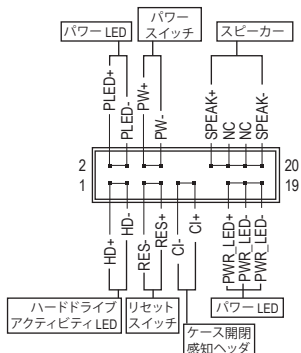 パワー LED
パワー
スイッチ
スピーカー
PLED+
PLED-
PW+
PW-
SPEAK+
NC
NC
SPEAK-
2
20
1
19
HD+
HD-
RES-
RES+
CI-
CI+
PWR_LED+
PWR_LED-
PWR_LED-
ハードドライブ
アクティビティ LED
リセット
スイッチ
パワー LED
ケース開閉
感知ヘッダ